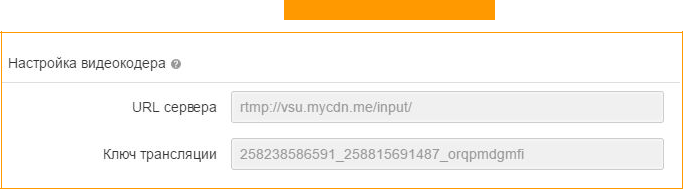 Настройка видеокодера ?
URL сервера rtmp://vsu.mycdn.me/input/
Ключ трансляции 258238586591_258815691487_orqpmdgmfi